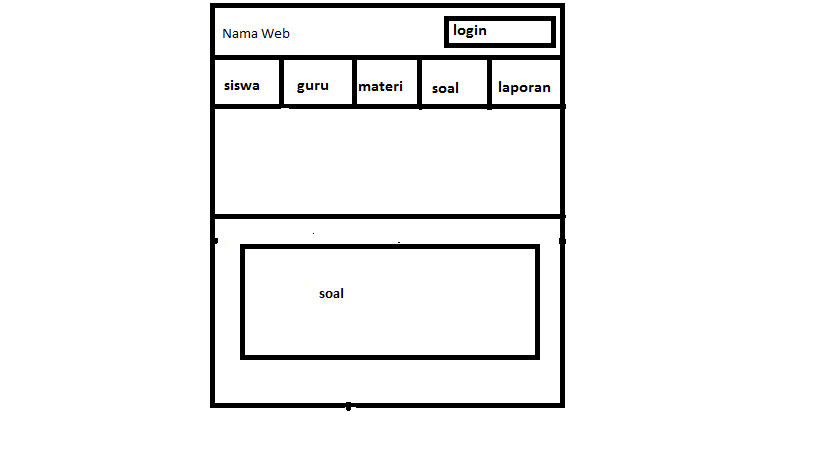 Nama Web
login
siswa
guru
materi
soal
laporan
soal